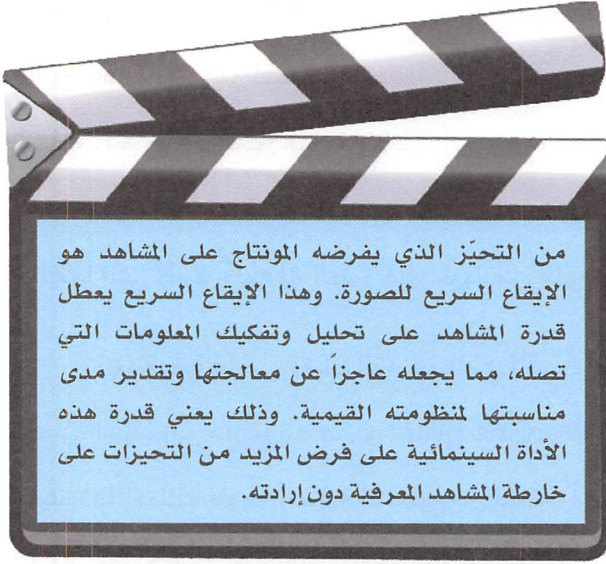 من التحيّز الذي يفرضه المونتاج على المشاهد هو
الإيقاع السريع للصورة. وهذا الإيقاع السريع يعطل
قدرة المشاهد على تحليل وتفكيك المعلومات التي
تصله، مما يجعله عاجزاً عن معالجتها وتقدير مدى
مناسبتها لمنظومته القيمية. وذلك يعني قدرة هذه
الأداة السينمائية على فرض المزيد من التحيزات على
خارطة المشاهد المعرفية دون إرادته.